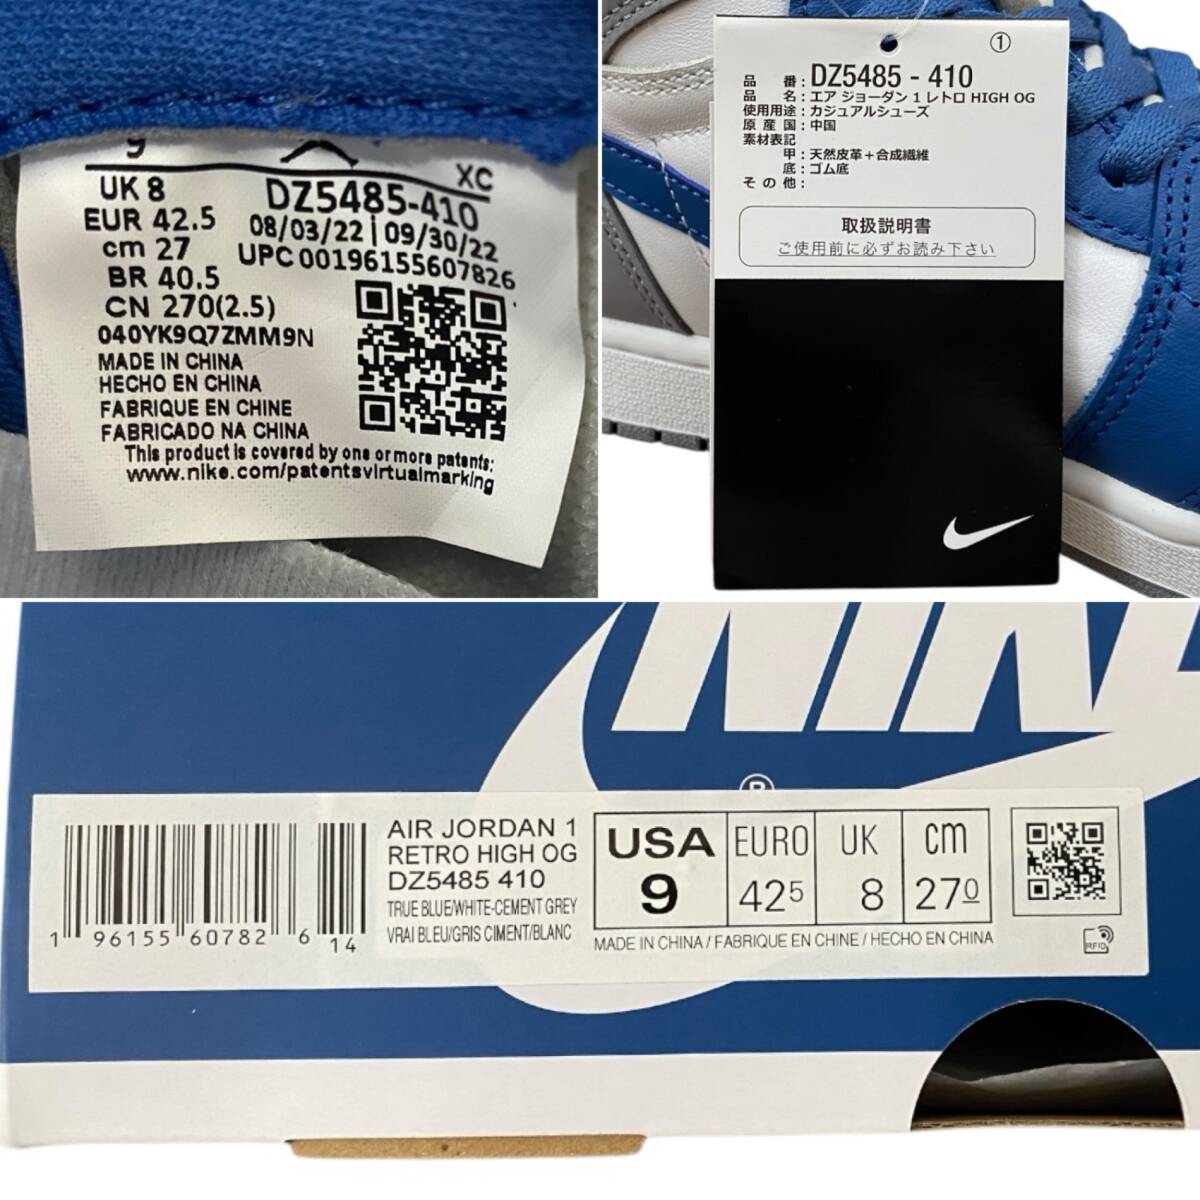 9
XC
UK 8
DZ5485-410
EUR 42.5
08/03/22 | 09/30/22
cm 27
UPC 00196155607826
BR 40.5
CN 270(2.5)
040YK9Q7ZMM9N
MADE IN CHINA
HECHO EN CHINA
FABRIQUE EN CHINE
FABRICADO NA CHINA
This product is covered by one or more patents:
www.nike.com/patentsvirtualmarking
①
品 番:DZ5485 - 410
品 名:エア ジョーダン 1 レトロ HIGH OG
使用用途:カジュアルシューズ
原 産 国:中国
素材表記
甲:天然皮革+合成繊維
底:ゴム底
そ の 他:
取扱説明書
ご使用前に必ずお読み下さい
NIKE
®
1 96155 60782 6 14
AIR JORDAN 1
RETRO HIGH OG
DZ5485 410
TRUE BLUE/WHITE-CEMENT GREY
VRAI BLEU/GRIS CIMENT/BLANC
USA EURO UK cm
9 425 8 270
MADE IN CHINA / FABRIQUE EN CHINE / HECHO EN CHINA
RFID